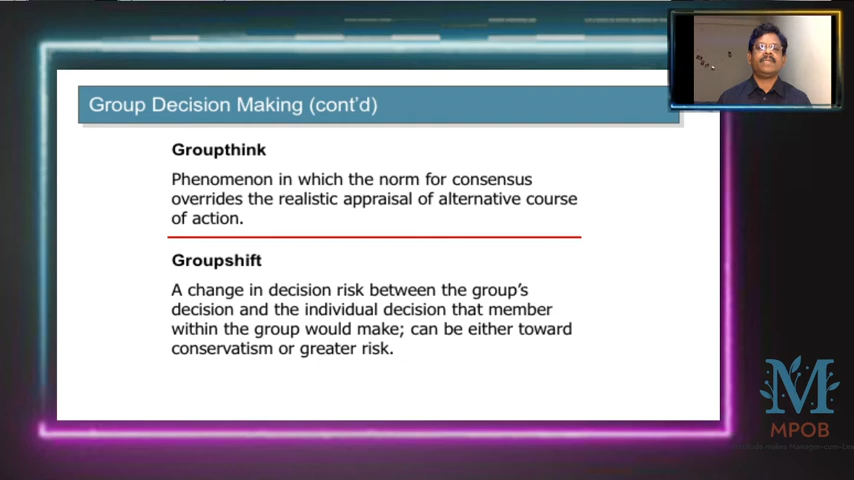 Group Decision Making (cont'd)
Groupthink
Phenomenon in which the norm for consensus
overrides the realistic appraisal of alternative course
of action.
Groupshift
A change in decision risk between the group's
decision and the individual decision that member
within the group would make; can be either toward
conservatism or greater risk.
M
MPOB